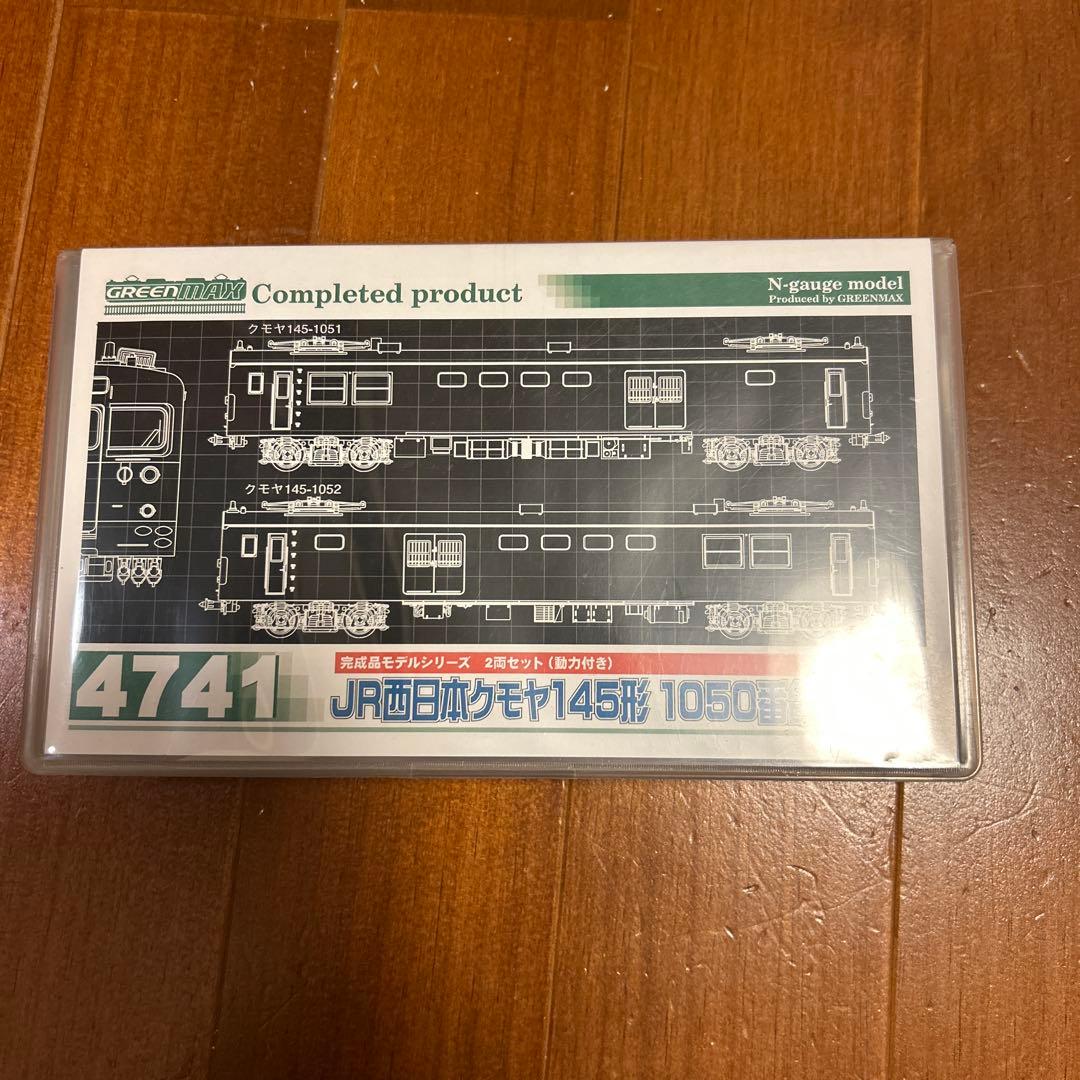 GREENMAX Completed product
N-gauge model
Produced by GREENMAX
クモヤ145-1051
クモヤ145-1052
4741
完成品モデルシリーズ 2両セット(動力付き)
JR西日本クモヤ145形 1050番